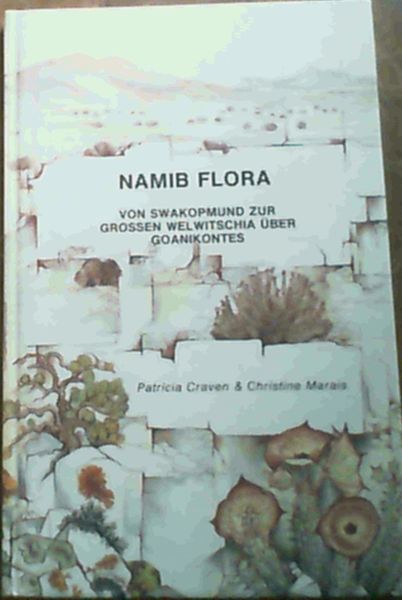 NAMIB FLORA
VON SWAKOPMUND ZUR
GROSSEN WELWITSCHIA ÜBER
GOANIKONTES
Patricia Craven & Christine Marais